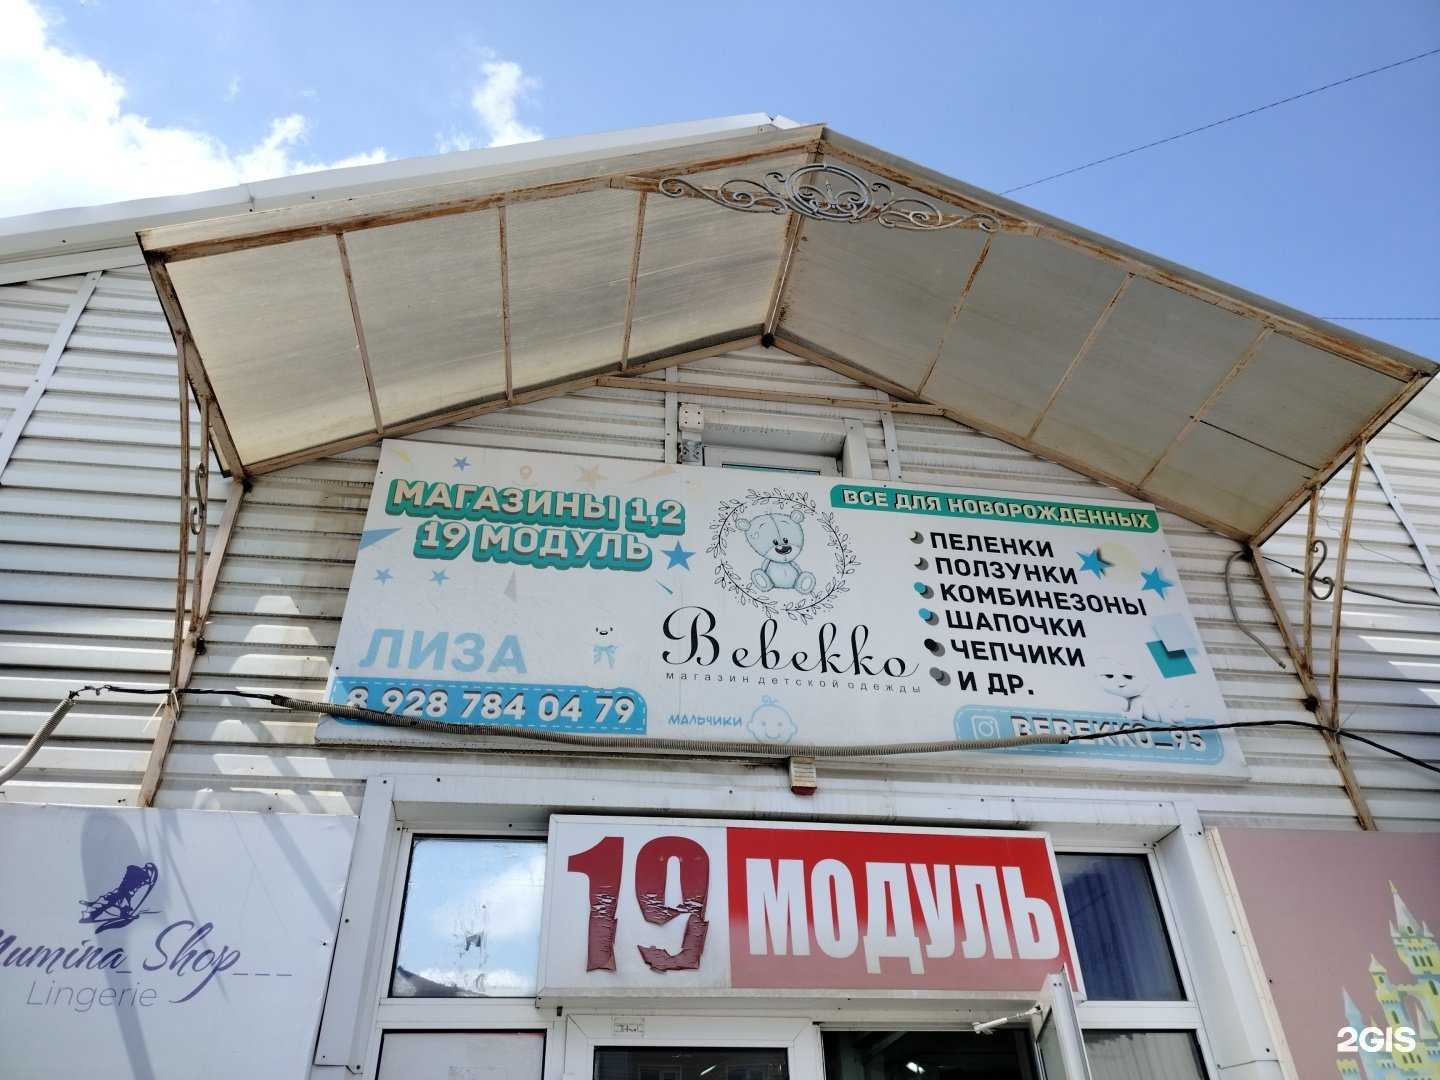 МАГАЗИНЫ 1,2
19 МОДУЛЬ
ЛИЗА
8 928 784 04 79
Bebekko
магазин детской одежды
мальчики
ВСЕ ДЛЯ НОВОРОЖДЕННЫХ
ПЕЛЕНКИ
ПОЛЗУНКИ
КОМБИНЕЗОНЫ
ШАПОЧКИ
ЧЕПЧИКИ
И ДР.
BEBEKKO_95
19 МОДУЛЬ
Mumina_Shop___
Lingerie
2GIS